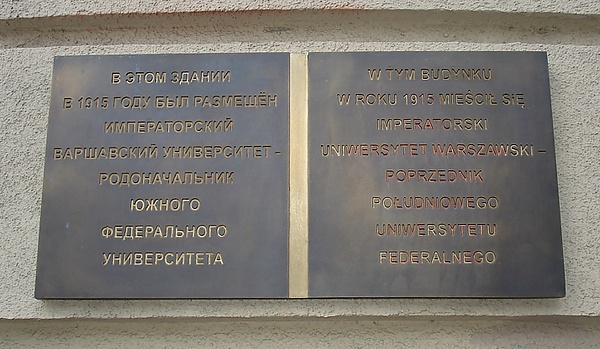 В ЭТОМ ЗДАНИИ
В 1915 ГОДУ БЫЛ РАЗМЕЩЁН
ИМПЕРАТОРСКИЙ
ВАРШАВСКИЙ УНИВЕРСИТЕТ -
РОДОНАЧАЛЬНИК
ЮЖНОГО
ФЕДЕРАЛЬНОГО
УНИВЕРСИТЕТА
W TYM BUDYNKU
W ROKU 1915 MIEŚCIŁ SIĘ
IMPERATORSKI
UNIWERSYTET WARSZAWSKI –
POPRZEDNIK
POŁUDNIOWEGO
UNIWERSYTETU
FEDERALNEGO